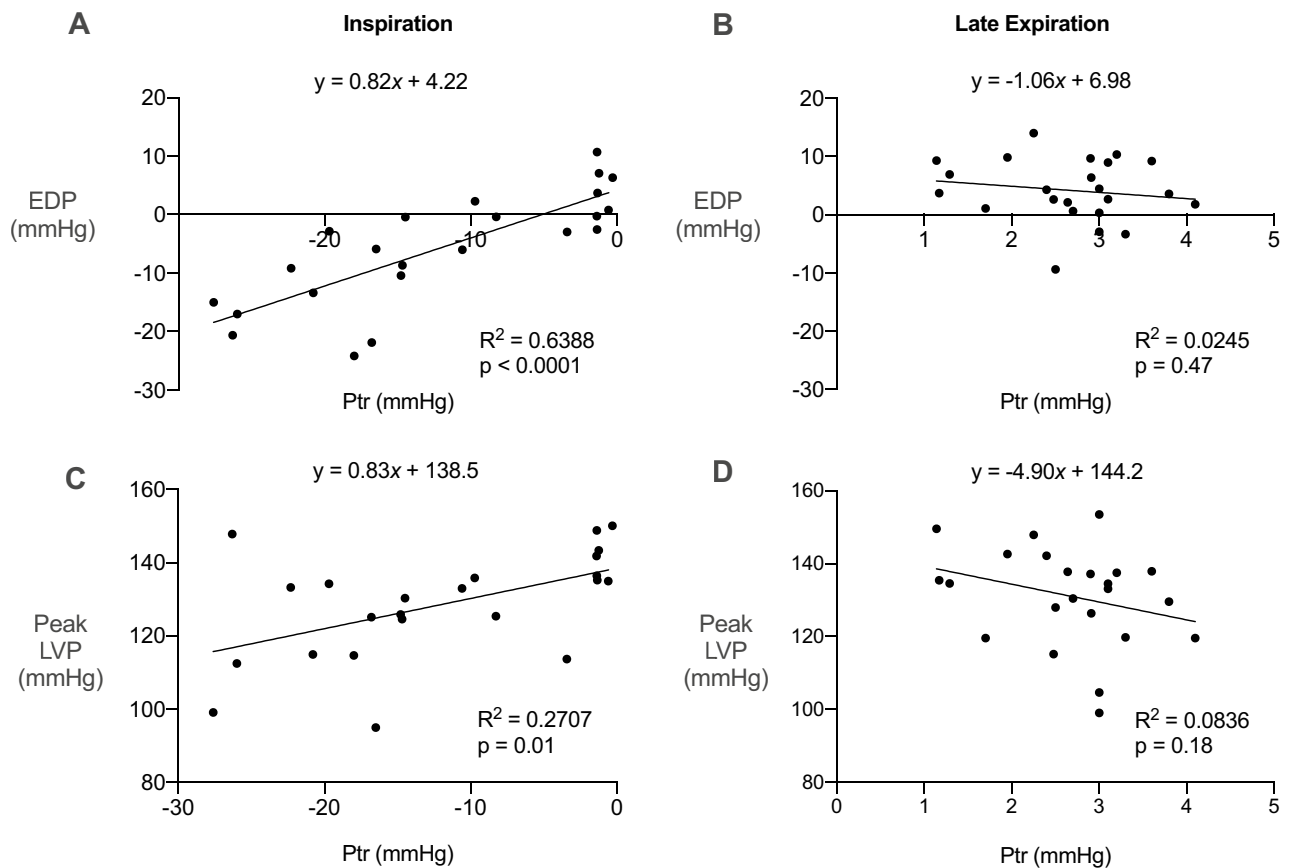 A
Inspiration
y = 0.82x + 4.22
20
10
0
-10
-20
-30
EDP
(mmHg)
-20
-10
0
R² = 0.6388
p < 0.0001
Ptr (mmHg)
B
Late Expiration
y = -1.06x + 6.98
20
10
0
-10
-20
-30
EDP
(mmHg)
1
2
3
4
5
R² = 0.0245
p = 0.47
Ptr (mmHg)
C
y = 0.83x + 138.5
160
140
120
100
80
Peak
LVP
(mmHg)
R² = 0.2707
p = 0.01
-30
-20
-10
0
Ptr (mmHg)
D
y = -4.90x + 144.2
160
140
120
100
80
Peak
LVP
(mmHg)
R² = 0.0836
p = 0.18
0
1
2
3
4
5
Ptr (mmHg)